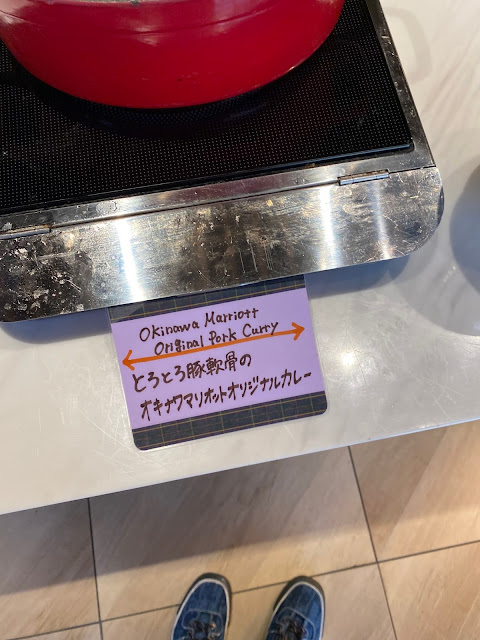 Okinawa Marriott
Original Pork Curry
とろとろ豚軟骨の
オキナワマリオットオリジナルカレー